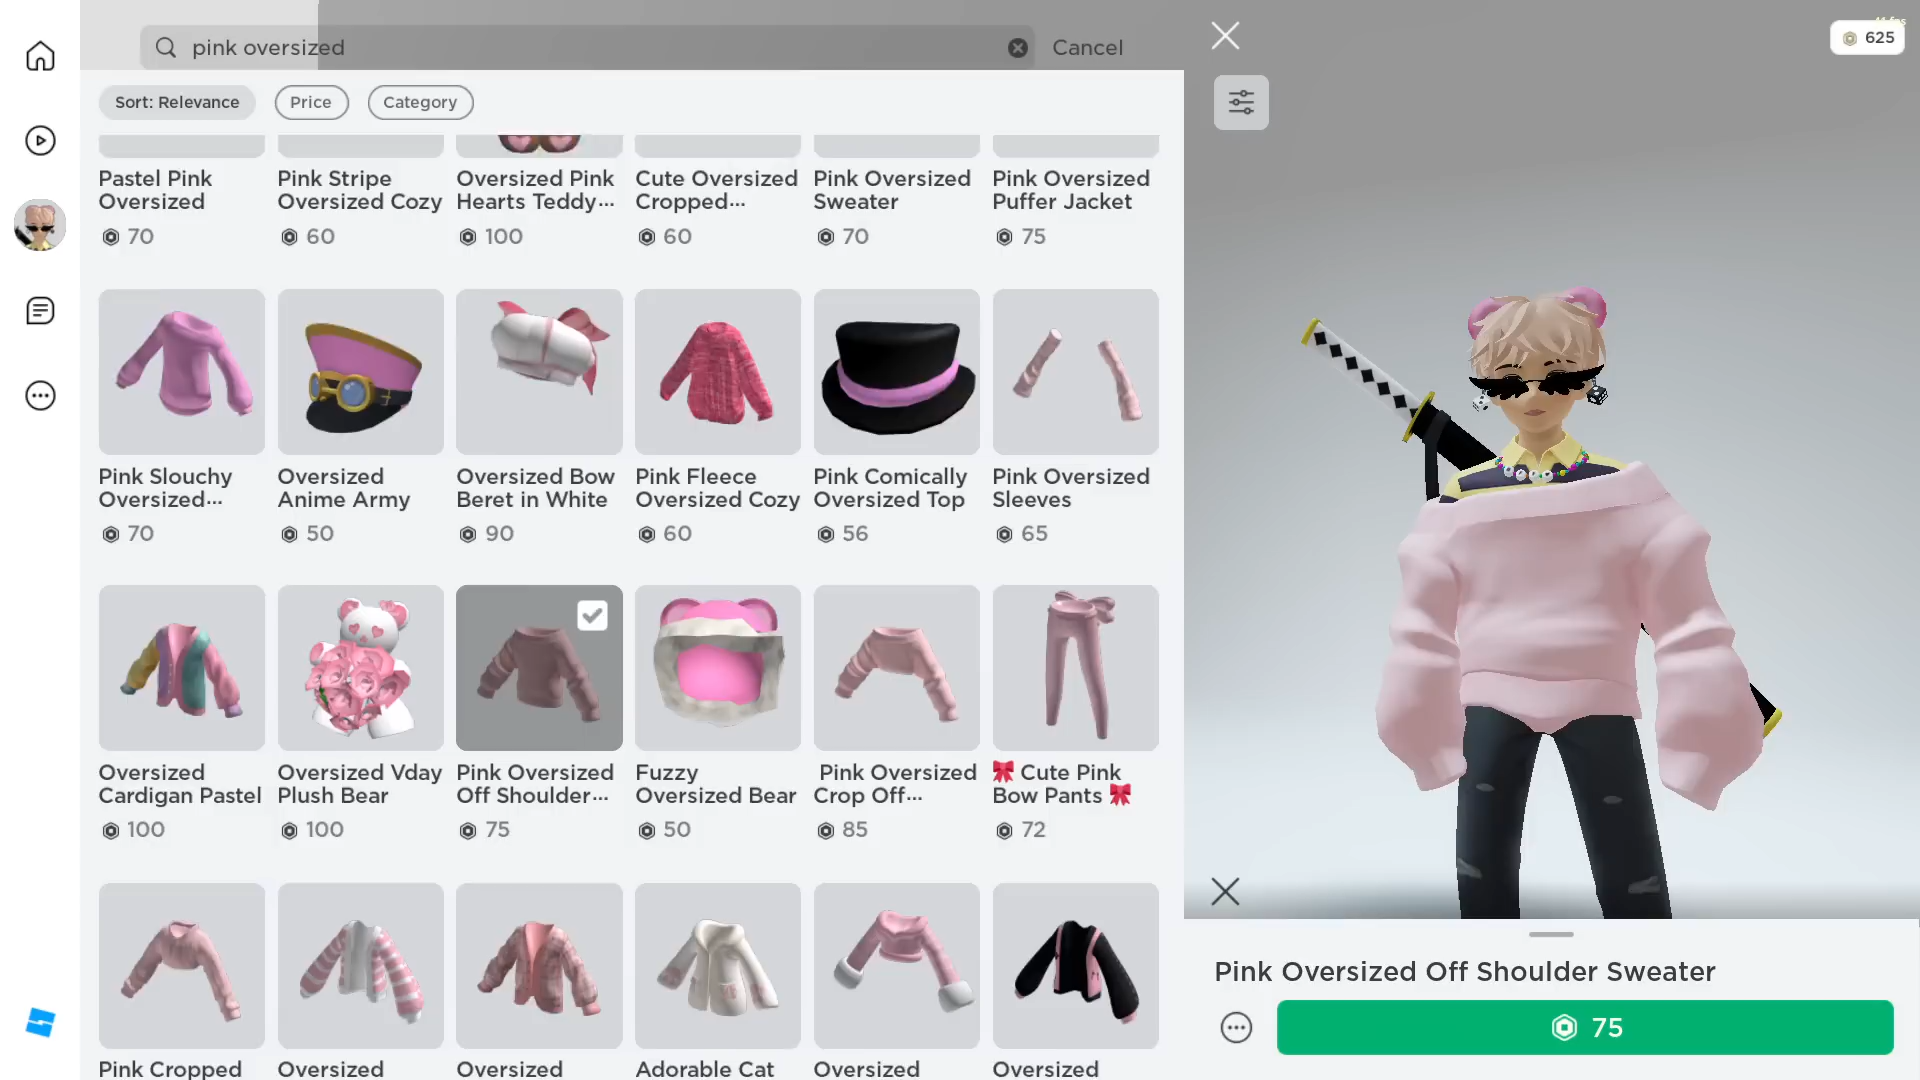 pink oversized
Cancel
625
Sort: Relevance
Price
Category
Pastel Pink
Oversized
70
Pink Stripe
Oversized Cozy
60
Oversized Pink
Hearts Teddy...
100
Cute Oversized
Cropped...
60
Pink Oversized
Sweater
70
Pink Oversized
Puffer Jacket
75
Pink Slouchy
Oversized...
70
Oversized
Anime Army
50
Oversized Bow
Beret in White
90
Pink Fleece
Oversized Cozy
60
Pink Comically
Oversized Top
56
Pink Oversized
Sleeves
65
Oversized
Cardigan Pastel
100
Oversized Vday
Plush Bear
100
Pink Oversized
Off Shoulder...
75
Fuzzy
Oversized Bear
50
Pink Oversized
Crop Off...
85
🎀 Cute Pink
Bow Pants 🎀
72
Pink Cropped
Oversized
Oversized
Adorable Cat
Oversized
Oversized
Pink Oversized Off Shoulder Sweater
75